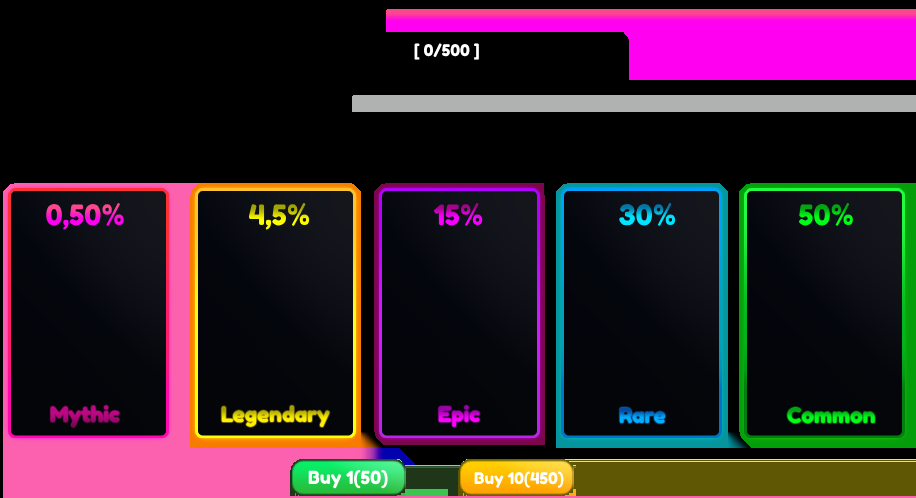 [ 0/500 ]
0,50%
4,5%
15%
30%
50%
Mythic
Legendary
Epic
Rare
Common
Buy 1(50)
Buy 10(450)